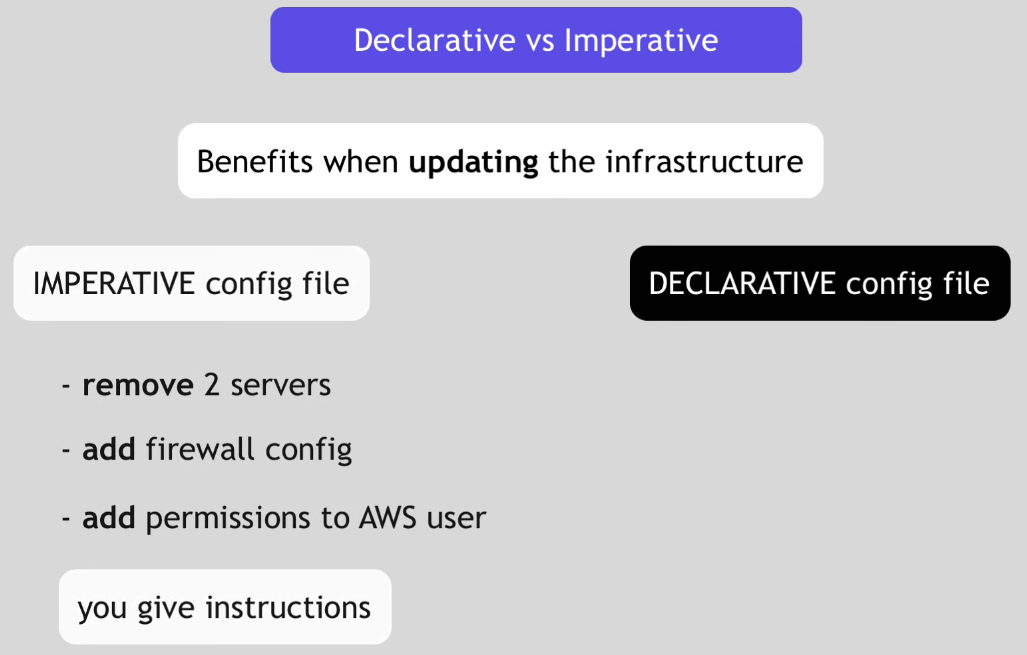 Declarative vs Imperative
Benefits when updating the infrastructure
IMPERATIVE config file
DECLARATIVE config file
- remove 2 servers
- add firewall config
- add permissions to AWS user
you give instructions